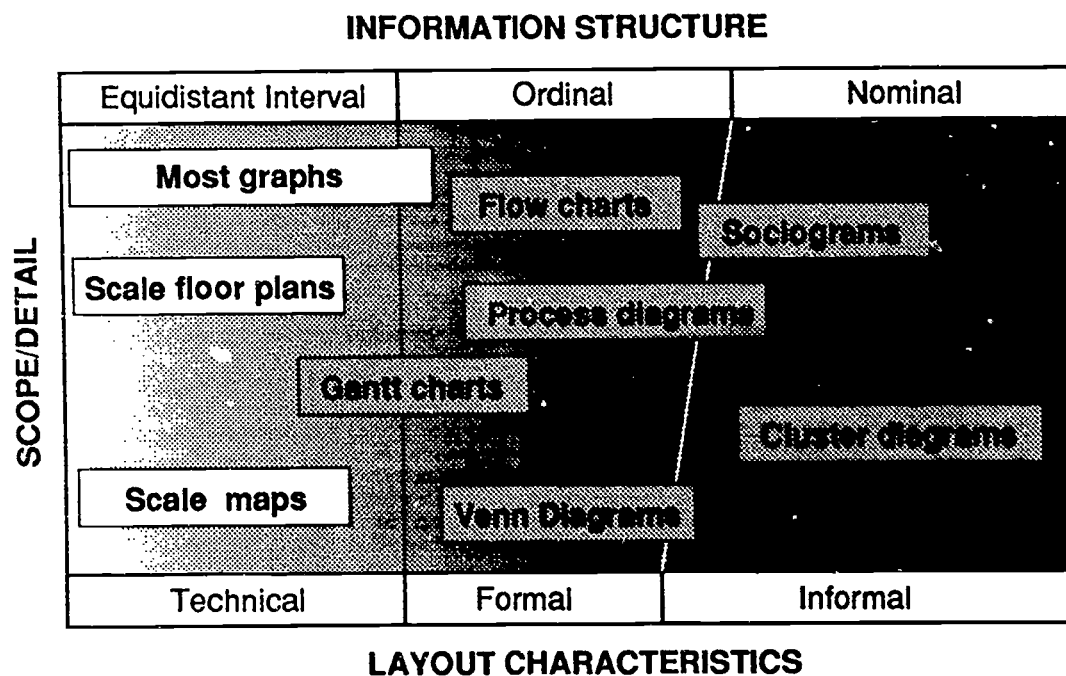 INFORMATION STRUCTURE
Equidistant Interval Ordinal Nominal
Most graphs
Flow charts
Sociograms
Scale floor plans
Process diagrams
Gantt charts
Cluster diagrams
Scale maps
Venn Diagrams
SCOPE/DETAIL
Technical Formal Informal
LAYOUT CHARACTERISTICS